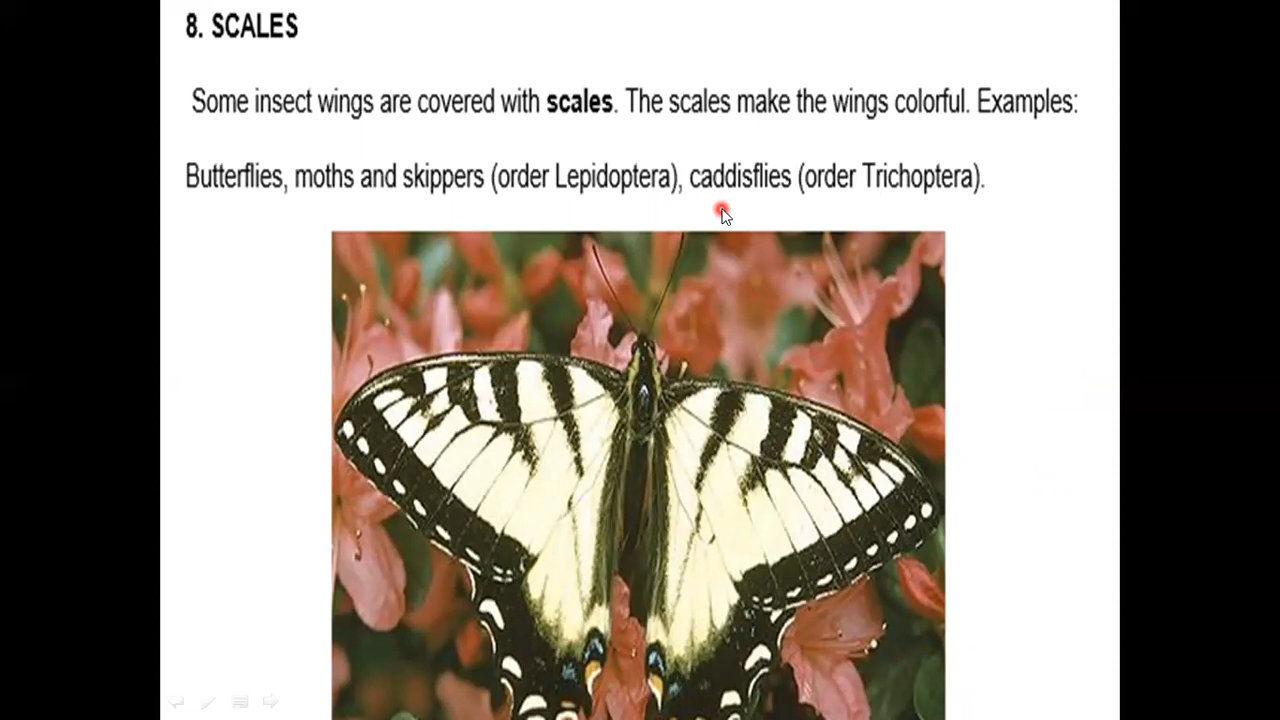 8. SCALES
Some insect wings are covered with scales. The scales make the wings colorful. Examples:
Butterflies, moths and skippers (order Lepidoptera), caddisflies (order Trichoptera).